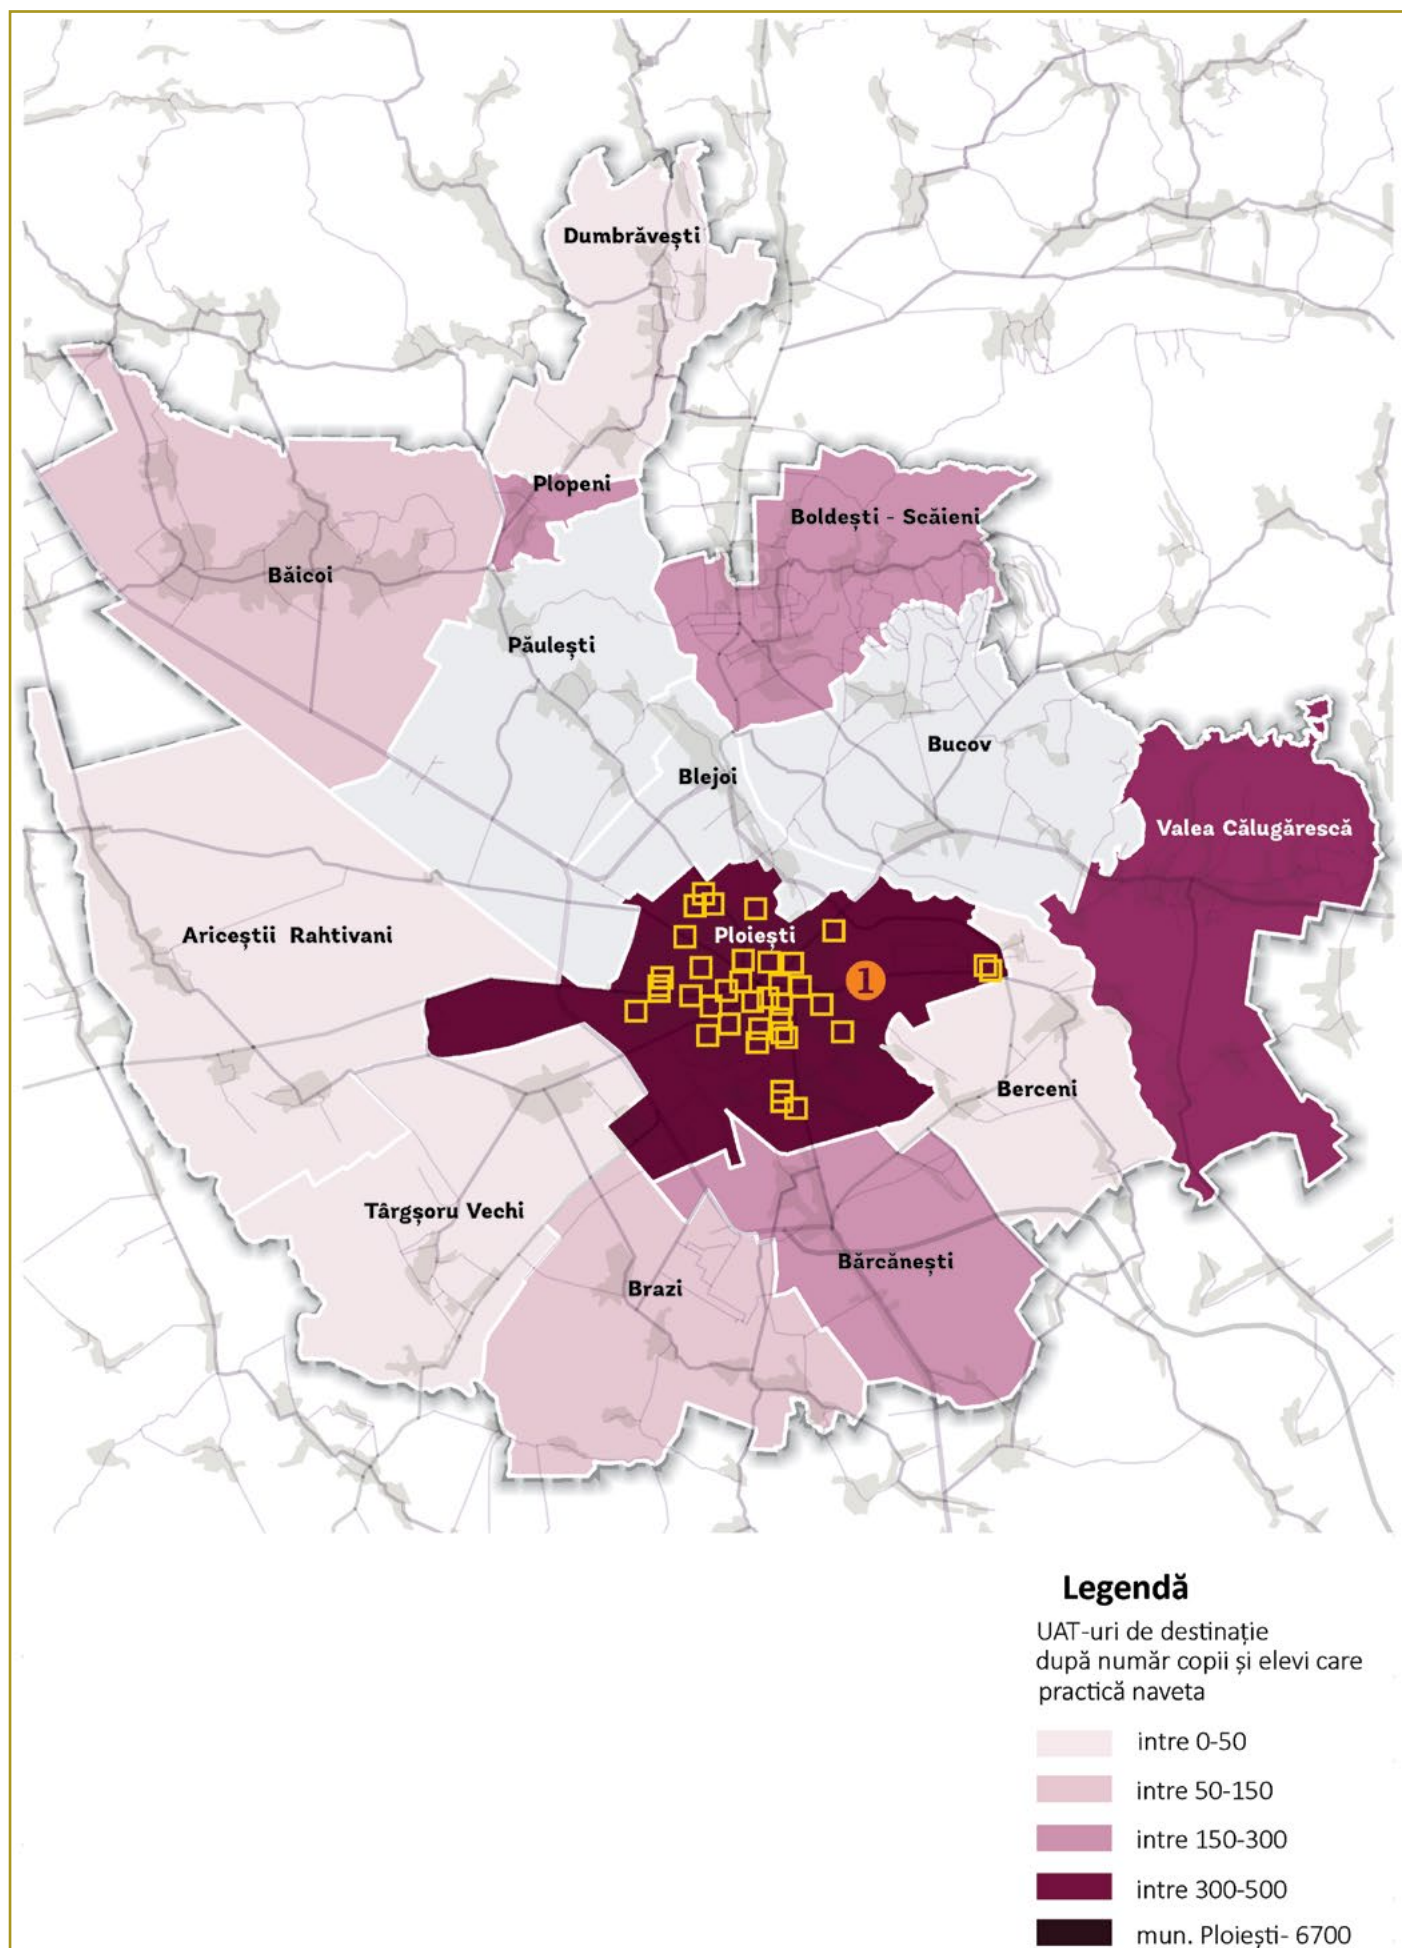 Dumbrăvești
Plopeni
Boldești - Scăieni
Băicoi
Păulești
Bucov
Blejoi
Valea Călugărescă
Ariceștii Rahtivani
Ploiești
1
Berceni
Târgșoru Vechi
Bărcănești
Brazi
Legendă
UAT-uri de destinație
după număr copii și elevi care
practică naveta
intre 0-50
intre 50-150
intre 150-300
intre 300-500
mun. Ploiești- 6700